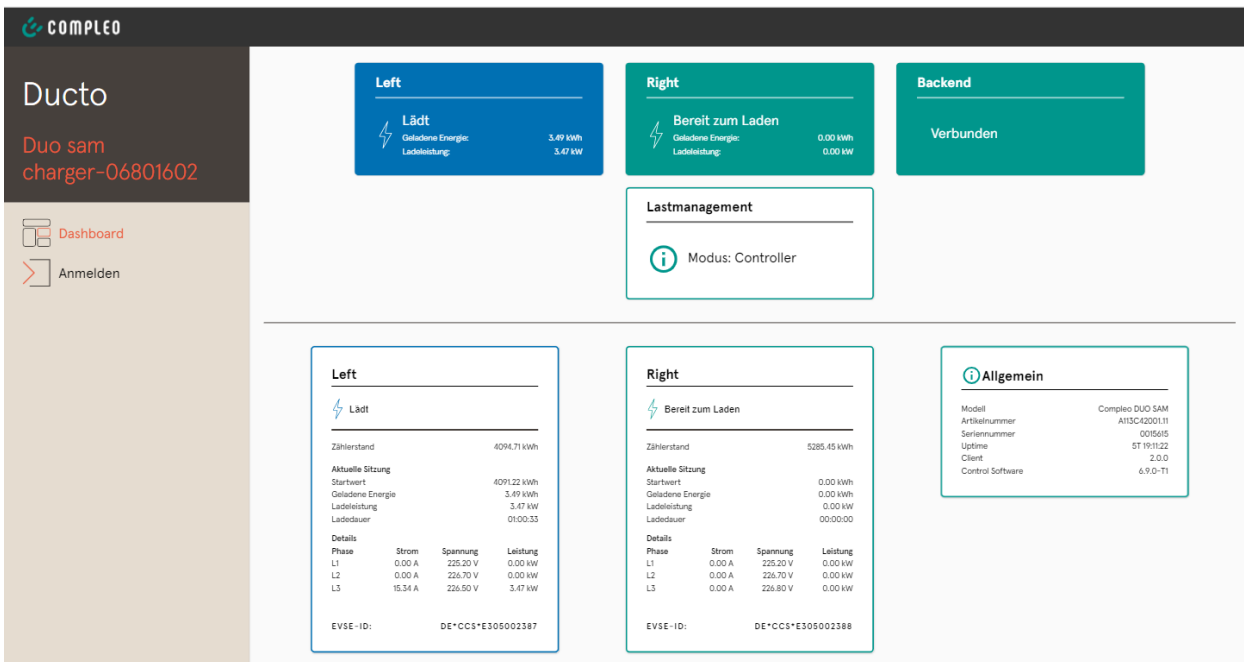 COMPLEO
Ducto
Duo sam
charger-06801602
Dashboard
Anmelden
Left
Lädt
Geladene Energie: 3.49 kWh
Ladeleistung: 3.47 kW
Right
Bereit zum Laden
Geladene Energie: 0.00 kWh
Ladeleistung: 0.00 kW
Backend
Verbunden
Lastmanagement
Modus: Controller
Left
Lädt
Zählerstand 4094.71 kWh
Aktuelle Sitzung
Startwert 4091.22 kWh
Geladene Energie 3.49 kWh
Ladeleistung 3.47 kW
Ladedauer 01:00:33
Details
Phase Strom Spannung Leistung
L1 0.00 A 225.20 V 0.00 kW
L2 0.00 A 226.70 V 0.00 kW
L3 15.34 A 226.50 V 3.47 kW
EVSE-ID: DE*CCS*E305002387
Right
Bereit zum Laden
Zählerstand 5285.45 kWh
Aktuelle Sitzung
Startwert 0.00 kWh
Geladene Energie 0.00 kWh
Ladeleistung 0.00 kW
Ladedauer 00:00:00
Details
Phase Strom Spannung Leistung
L1 0.00 A 225.20 V 0.00 kW
L2 0.00 A 226.70 V 0.00 kW
L3 0.00 A 226.80 V 0.00 kW
EVSE-ID: DE*CCS*E305002388
Allgemein
Modell Compleo DUO SAM
Artikelnummer A113C42001.11
Seriennummer 0015615
Uptime 5T 19:11:22
Client 2.0.0
Control Software 6.9.0-T1